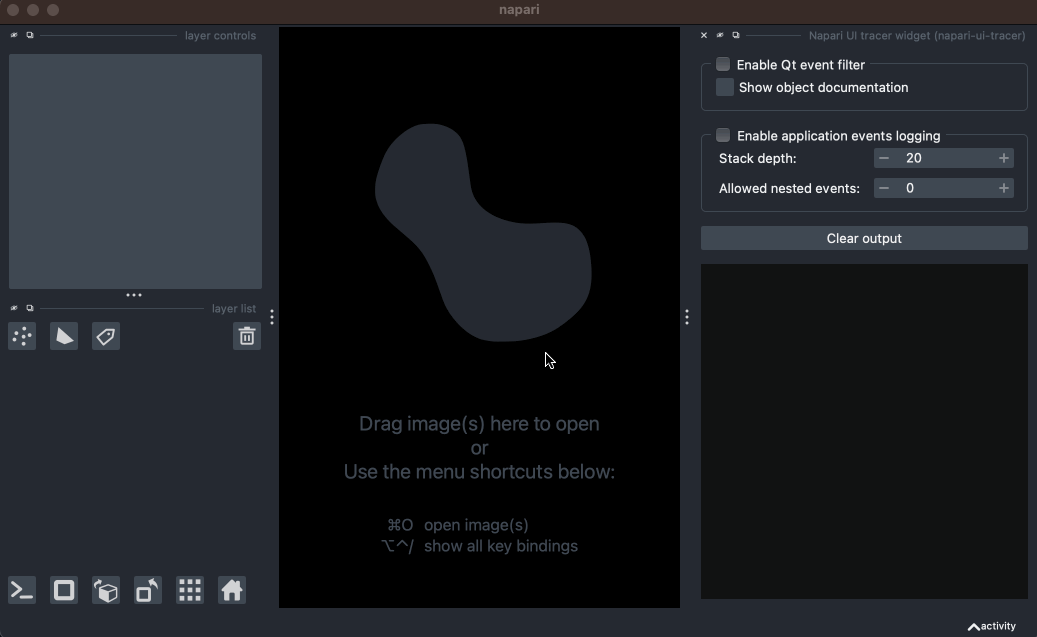 napari
layer controls
layer list
Drag image(s) here to open
or
Use the menu shortcuts below:
⌘O open image(s)
⌥^/ show all key bindings
Napari UI tracer widget (napari-ui-tracer)
Enable Qt event filter
Show object documentation
Enable application events logging
Stack depth: 20
Allowed nested events: 0
Clear output
activity